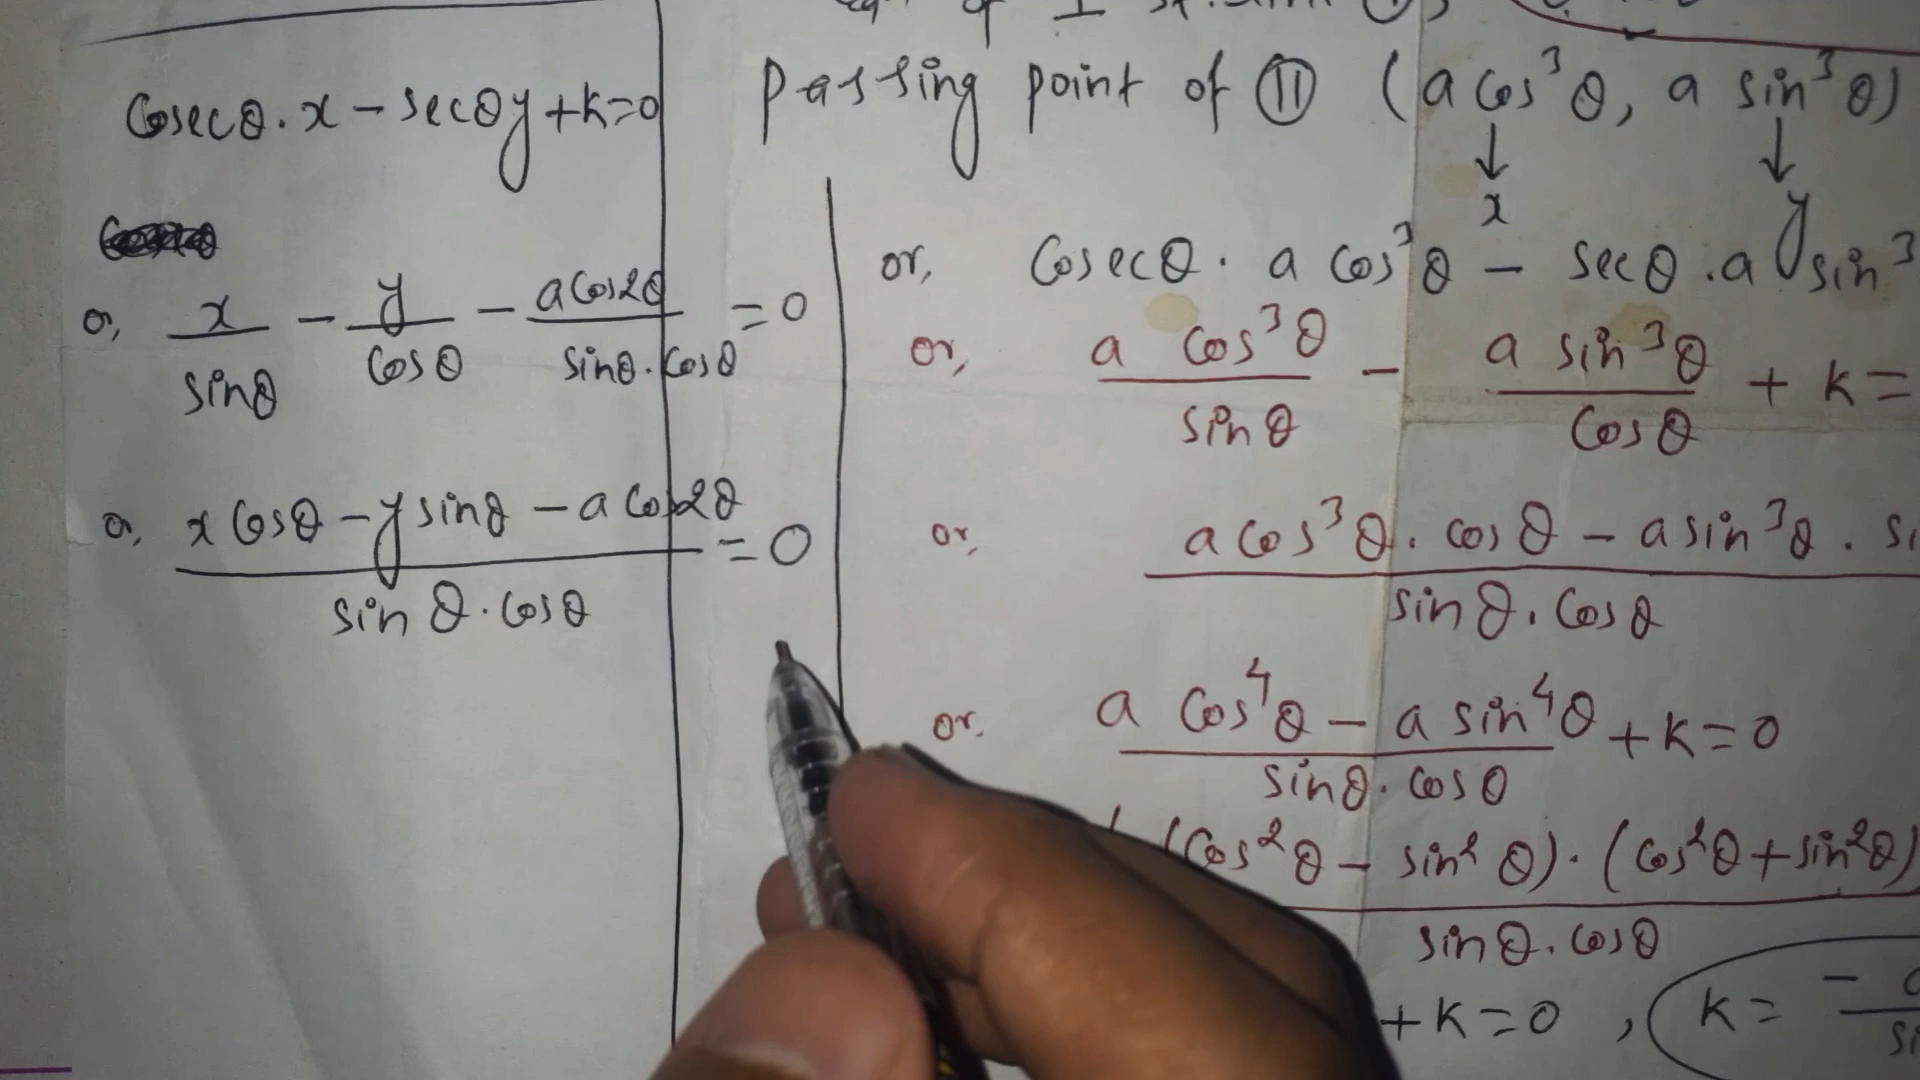 Cosecθ.x - secθy + k = 0
or, x/sinθ - y/cosθ - a cos2θ/sinθ.cosθ = 0
or, x cosθ - y sinθ - a cos2θ / sinθ.cosθ = 0
passing point of (II) (a cos³θ, a sin³θ)
↓ ↓
x y
or, Cosecθ. a cos³θ - secθ.a sin³
or, a cos³θ/sinθ - a sin³θ/cosθ + k =
or, a cos³θ. cosθ - a sin³θ . si / sinθ. cosθ
or. a cos⁴θ - a sin⁴θ / sinθ. cosθ + k = 0
(cos²θ - sin²θ). (cos²θ + sin²θ) / sinθ. cosθ
+ k = 0 , k = -